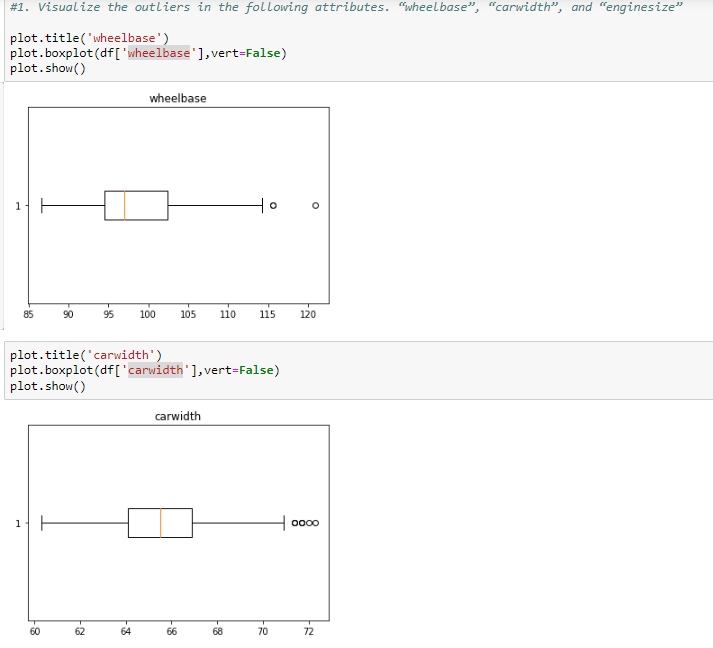 #1. Visualize the outliers in the following attributes. “wheelbase”, “carwidth”, and “enginesize”
plot.title('wheelbase')
plot.boxplot(df['wheelbase'],vert=False)
plot.show()
wheelbase
1
85 90 95 100 105 110 115 120
plot.title('carwidth')
plot.boxplot(df['carwidth'],vert=False)
plot.show()
carwidth
1
60 62 64 66 68 70 72